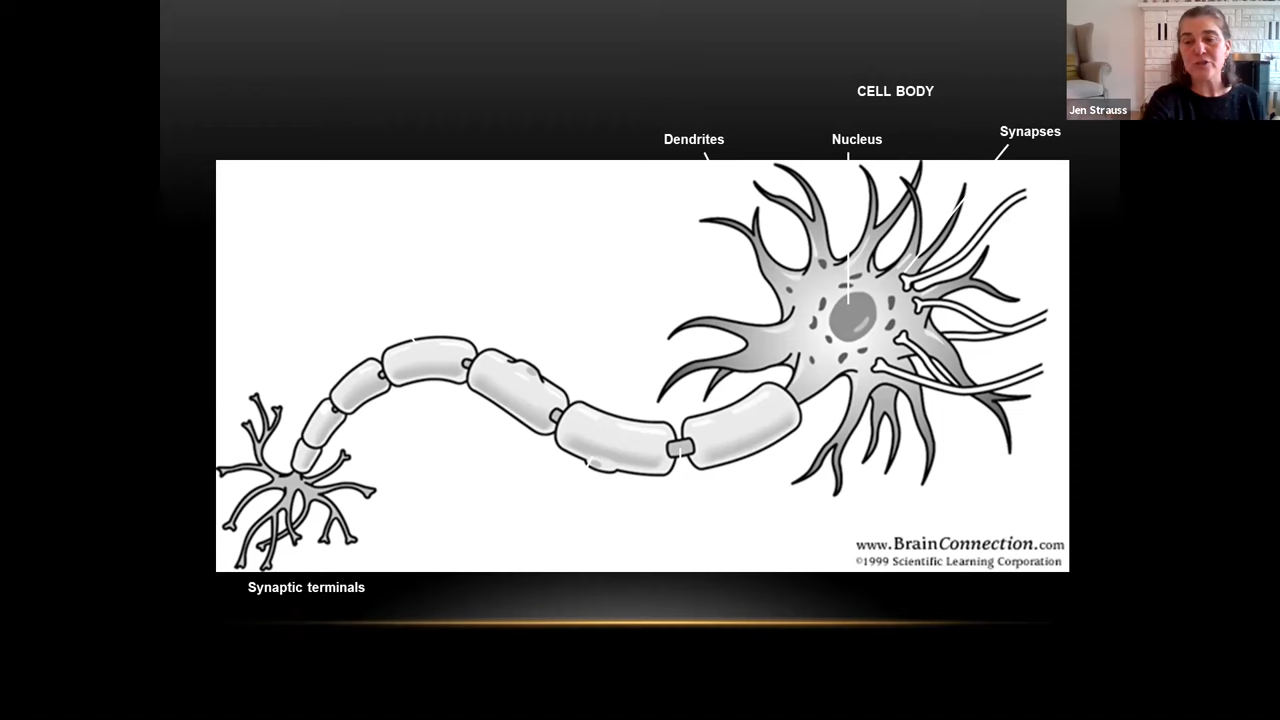 CELL BODY
Jen Strauss
Dendrites
Nucleus
Synapses
www.BrainConnection.com
©1999 Scientific Learning Corporation
Synaptic terminals